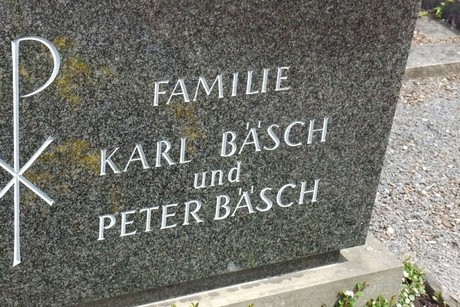 FAMILIE
KARL BÄSCH
und
PETER BÄSCH